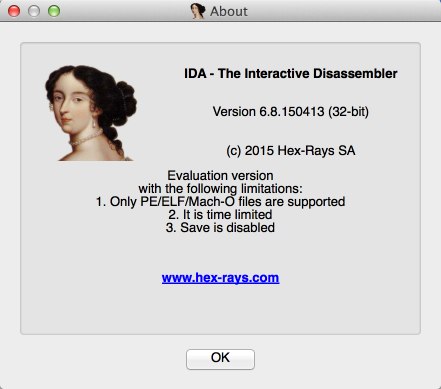 About
IDA - The Interactive Disassembler
Version 6.8.150413 (32-bit)
(c) 2015 Hex-Rays SA
Evaluation version
with the following limitations:
1. Only PE/ELF/Mach-O files are supported
2. It is time limited
3. Save is disabled
www.hex-rays.com
OK